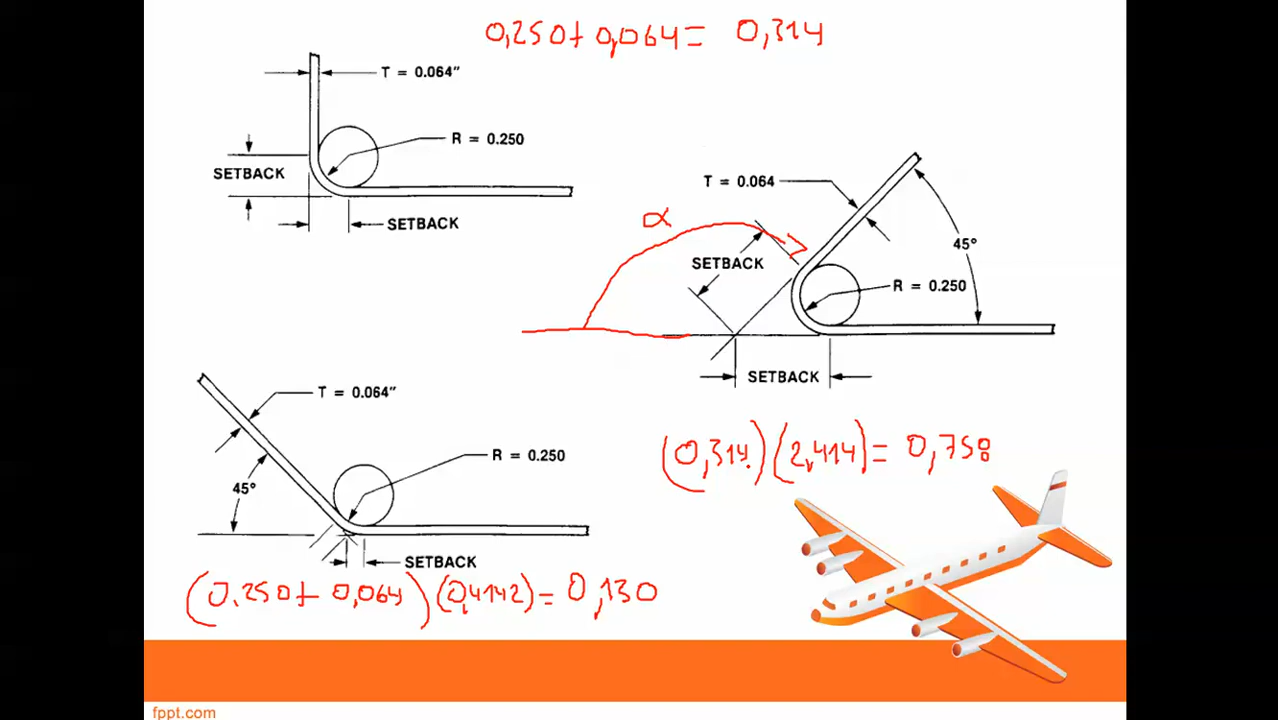 0,250+ 0,064= 0,314
T = 0.064"
R = 0.250
SETBACK
SETBACK
T = 0.064
α
45°
SETBACK
R = 0.250
SETBACK
T = 0.064"
(0,314.)(2,414)= 0,758
R = 0.250
45°
SETBACK
(0.250+ 0,064)(0,4142)= 0,130
fppt.com